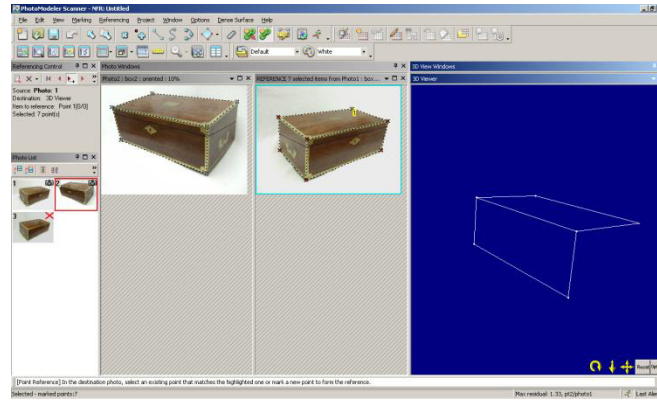 PhotoModeler Scanner - NFR: Untitled
File Edit View Marking Referencing Project Window Options Dense Surface Help
Default
White
Referencing Control
Photo Windows
3D View Windows
Photo2 : box2 : oriented : 10%
REFERENCE 7 selected items from Photo1 : box...
3D Viewer
Source: Photo: 1
Destination: 3D Viewer
Item to reference: Point 1[0/0]
Selected: 7 point(s)
Photo List
1
2
3
[Point Reference] In the destination photo, select an existing point that matches the highlighted one or mark a new point to form the reference.
Selected - marked points:7
Max residual: 1.33, pt2/photo1